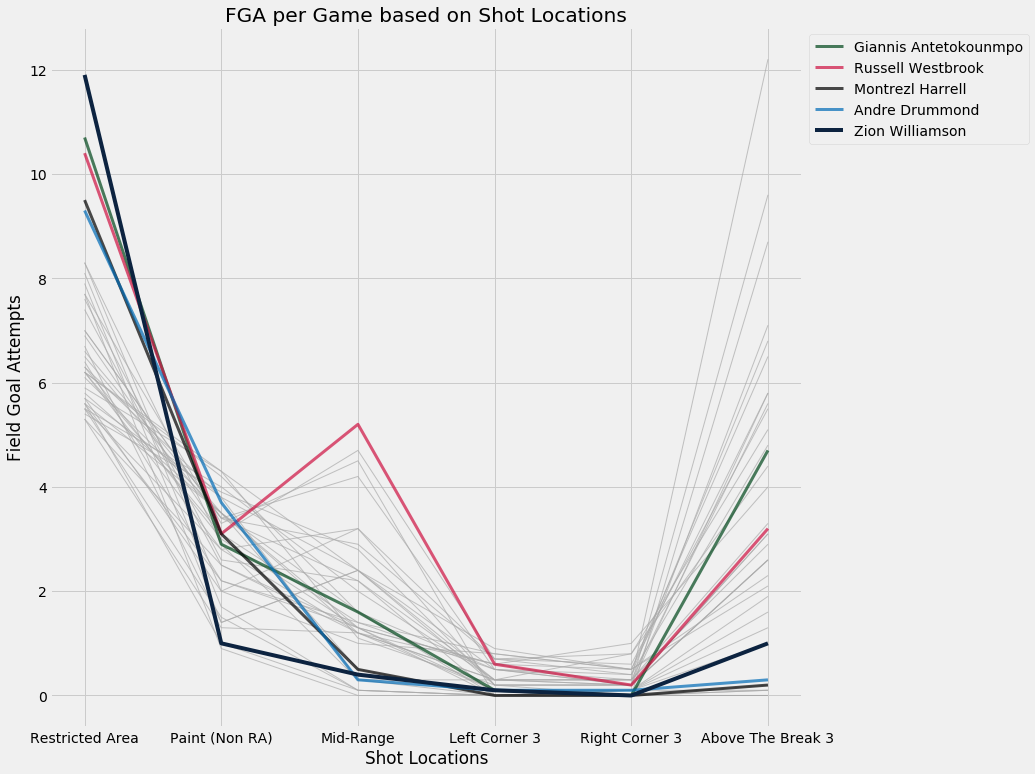 FGA per Game based on Shot Locations
Giannis Antetokounmpo
Russell Westbrook
Montrezl Harrell
Andre Drummond
Zion Williamson
12
10
8
6
4
2
0
Field Goal Attempts
Restricted Area
Paint (Non RA)
Mid-Range
Left Corner 3
Right Corner 3
Above The Break 3
Shot Locations